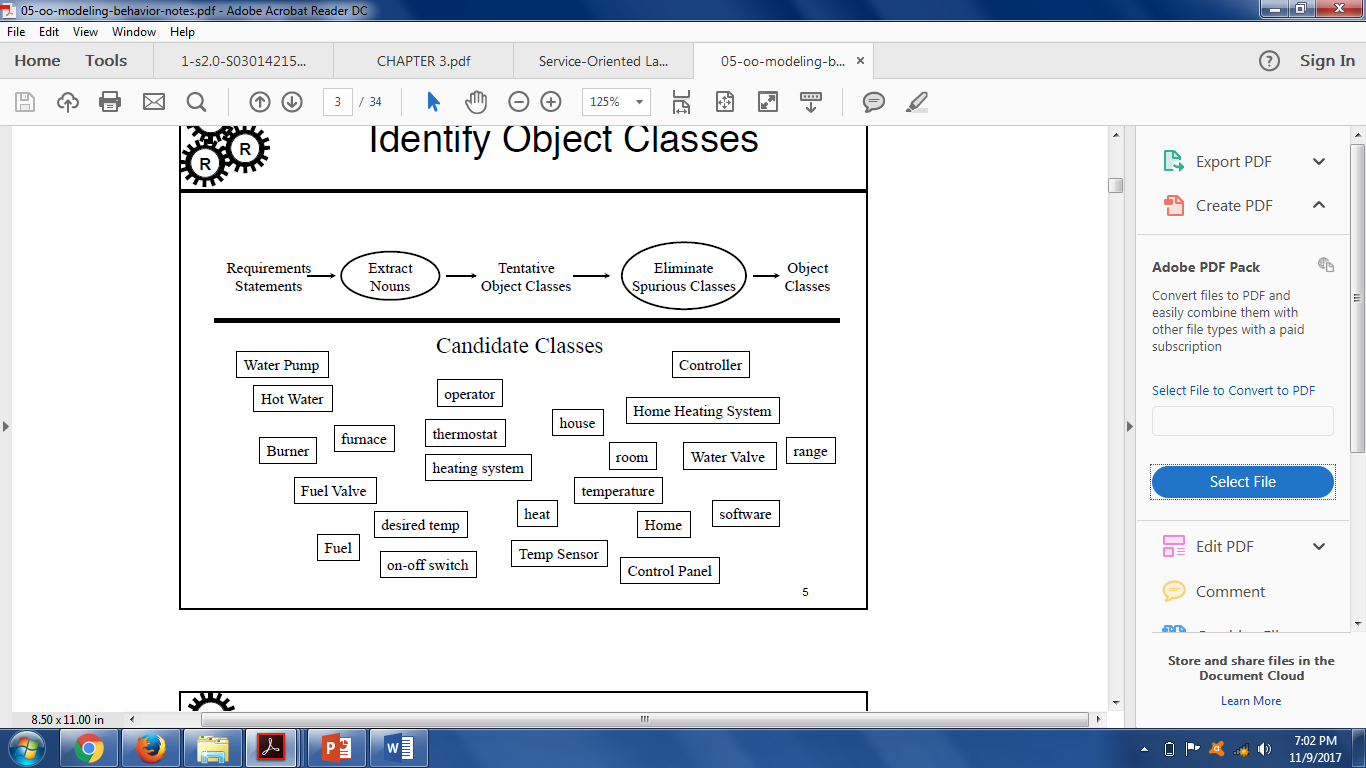 05-oo-modeling-behavior-notes.pdf - Adobe Acrobat Reader DC
File Edit View Window Help
Home Tools 1-s2.0-S03014215... CHAPTER 3.pdf Service-Oriented La... 05-oo-modeling-b... × ? Sign In
3 / 34 125%
R R Identify Object Classes
Requirements Extract Tentative Eliminate Object
Statements Nouns Object Classes Spurious Classes Classes
Candidate Classes
Water Pump Controller
Hot Water operator
Home Heating System
house
furnace thermostat
Burner room Water Valve range
heating system
Fuel Valve temperature
desired temp heat Home software
Fuel Temp Sensor
on-off switch Control Panel
5
8.50 x 11.00 in
Export PDF
Create PDF
Adobe PDF Pack
Convert files to PDF and
easily combine them with
other file types with a paid
subscription
Select File to Convert to PDF
Select File
Edit PDF
Comment
Store and share files in the
Document Cloud
Learn More
7:02 PM
11/9/2017